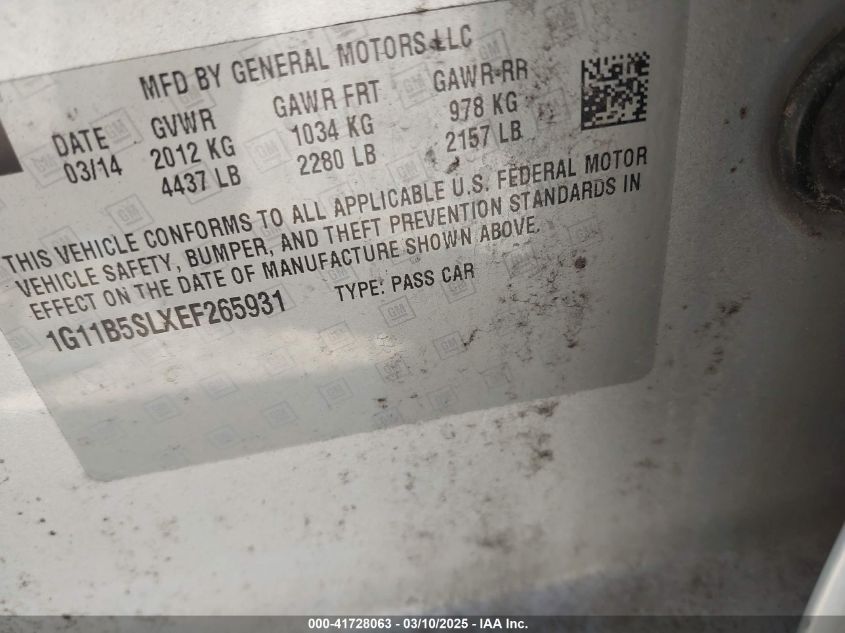 MFD BY GENERAL MOTORS LLC
DATE GVWR GAWR FRT GAWR RR
03/14 2012 KG 1034 KG 978 KG
4437 LB 2280 LB 2157 LB
THIS VEHICLE CONFORMS TO ALL APPLICABLE U.S. FEDERAL MOTOR
VEHICLE SAFETY, BUMPER, AND THEFT PREVENTION STANDARDS IN
EFFECT ON THE DATE OF MANUFACTURE SHOWN ABOVE.
1G11B5SLXEF265931 TYPE: PASS CAR
000-41728063 - 03/10/2025 - IAA Inc.